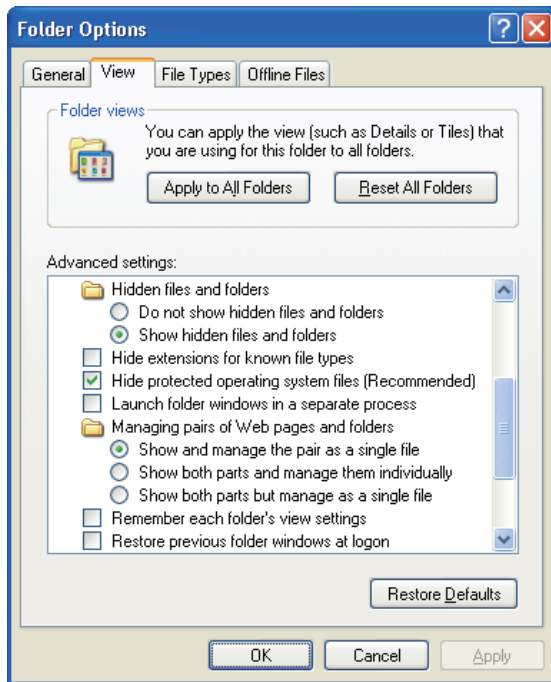 Folder Options
General View File Types Offline Files
Folder views
You can apply the view (such as Details or Tiles) that
you are using for this folder to all folders.
Apply to All Folders Reset All Folders
Advanced settings:
Hidden files and folders
Do not show hidden files and folders
Show hidden files and folders
Hide extensions for known file types
Hide protected operating system files (Recommended)
Launch folder windows in a separate process
Managing pairs of Web pages and folders
Show and manage the pair as a single file
Show both parts and manage them individually
Show both parts but manage as a single file
Remember each folder's view settings
Restore previous folder windows at logon
Restore Defaults
OK Cancel Apply